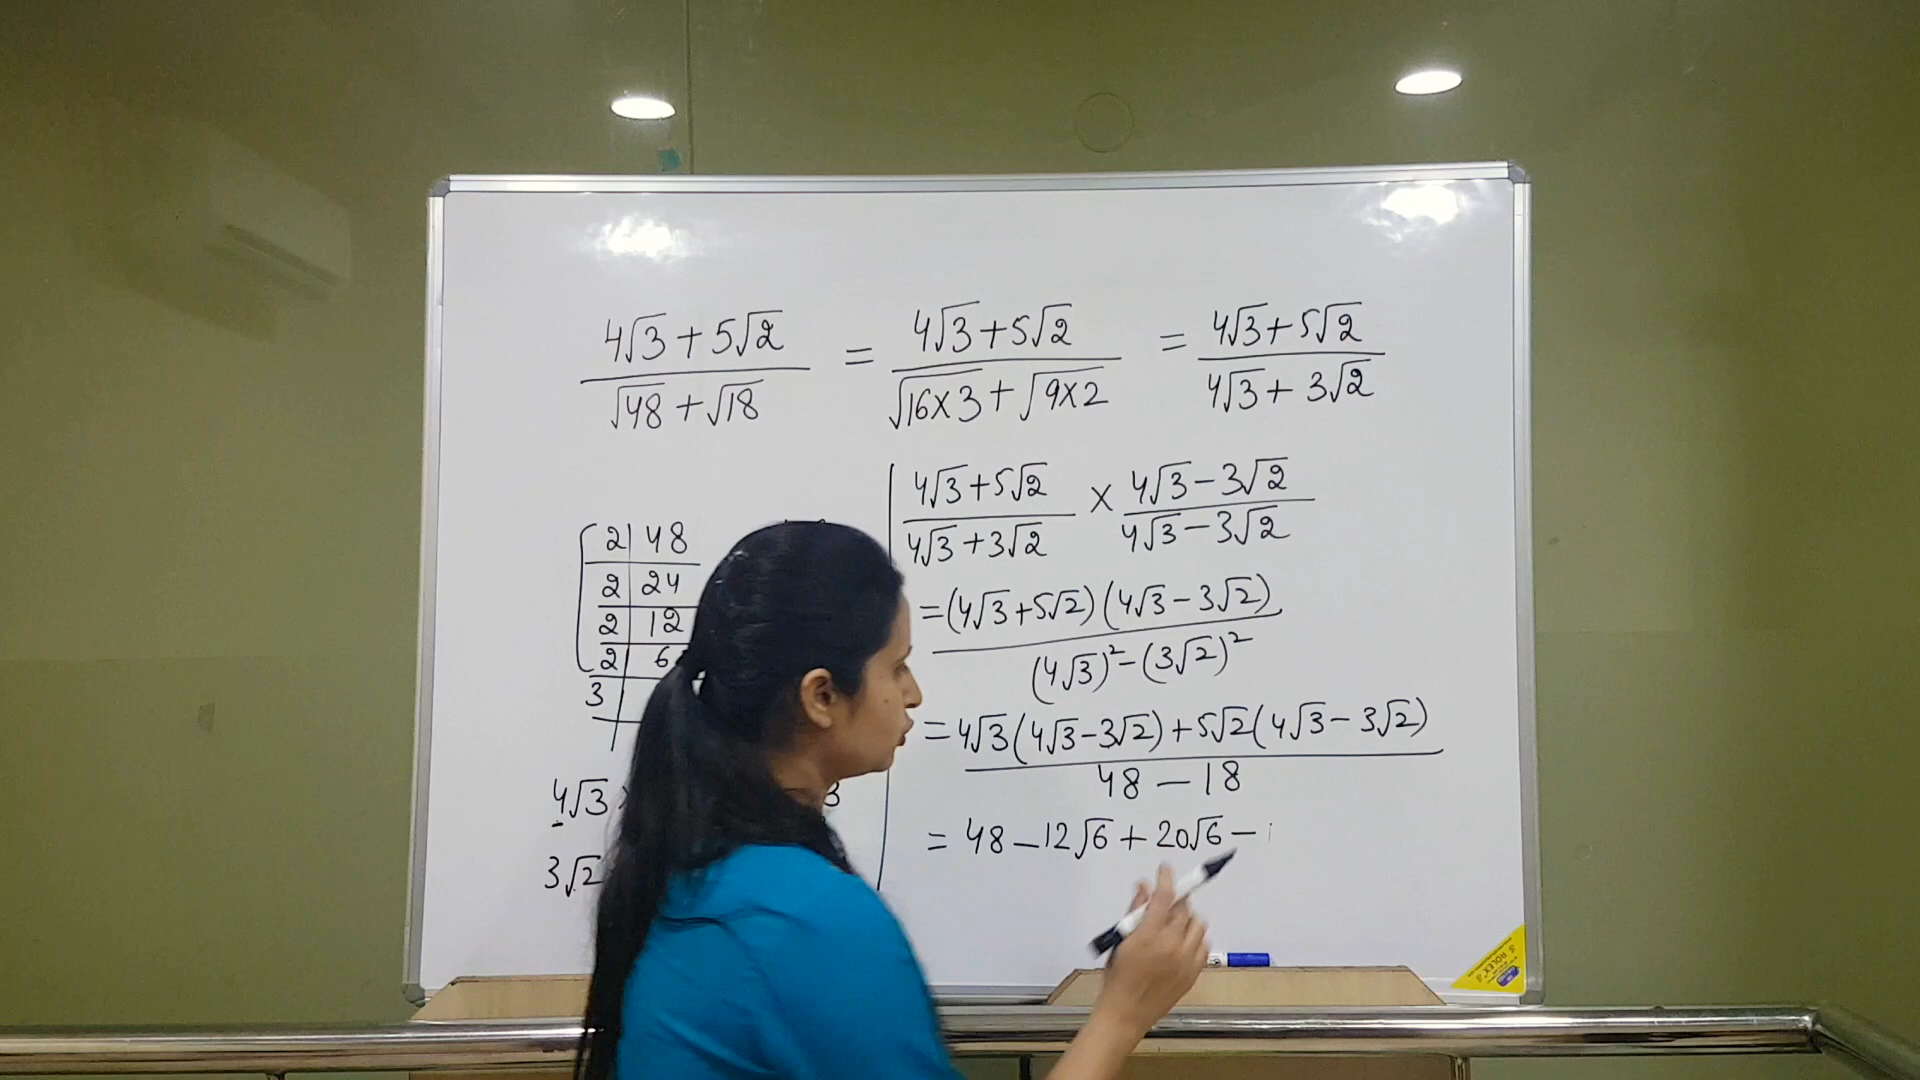 4√3+5√2 / √48+√18 = 4√3+5√2 / √16×3+√9×2 = 4√3+5√2 / 4√3+3√2
2 | 48
2 | 24
2 | 12
2 | 6
3
4√3
3√2
4√3+5√2 / 4√3+3√2 × 4√3-3√2 / 4√3-3√2
= (4√3+5√2)(4√3-3√2) / (4√3)²-(3√2)²
= 4√3(4√3-3√2)+5√2(4√3-3√2) / 48-18
= 48-12√6+20√6-
ROLEX